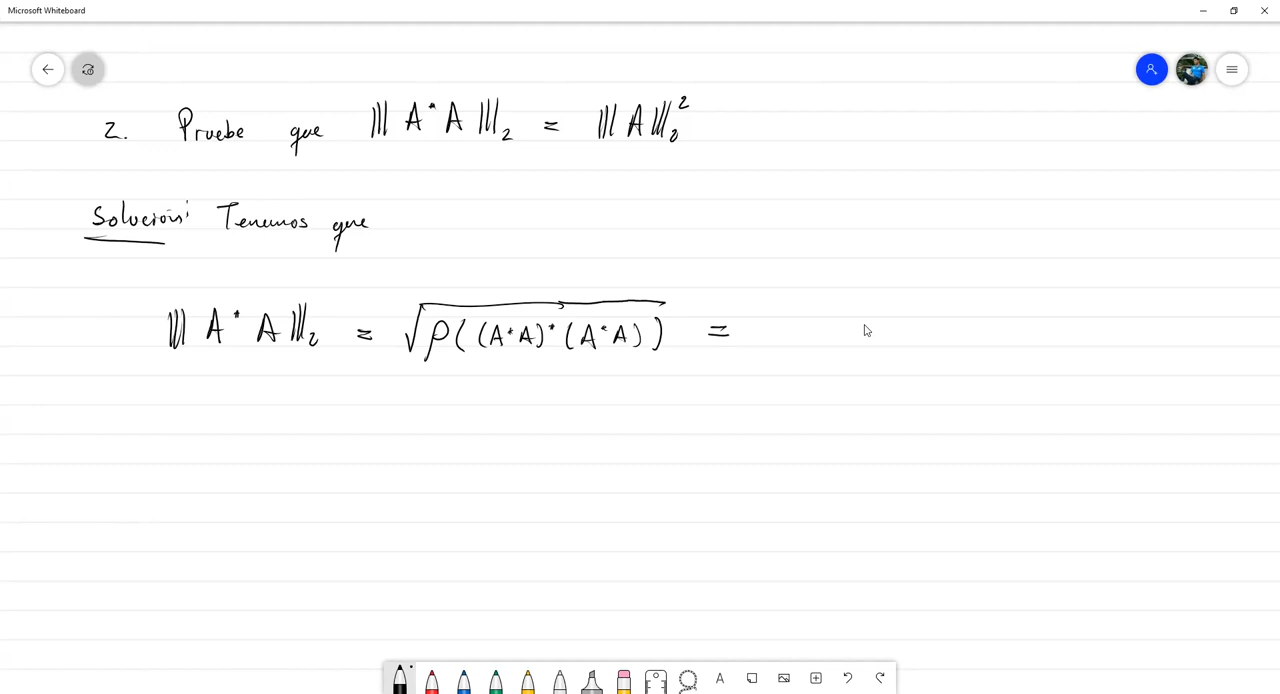 Microsoft Whiteboard
2. Pruebe que ||| A* A |||₂ = ||| A |||₂²
Solución: Tenemos que
||| A* A |||₂ = √ρ((A*A)*(A*A)) =